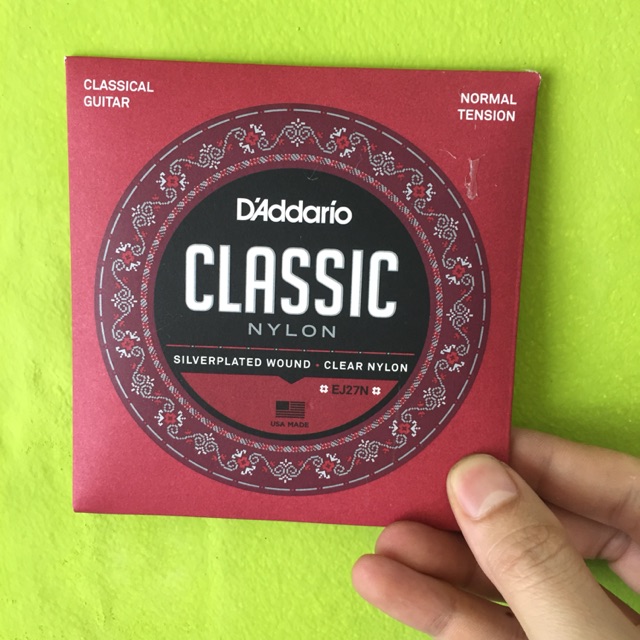 CLASSICAL
GUITAR
NORMAL
TENSION
D'Addario
CLASSIC
NYLON
SILVERPLATED WOUND · CLEAR NYLON
EJ27N
USA MADE